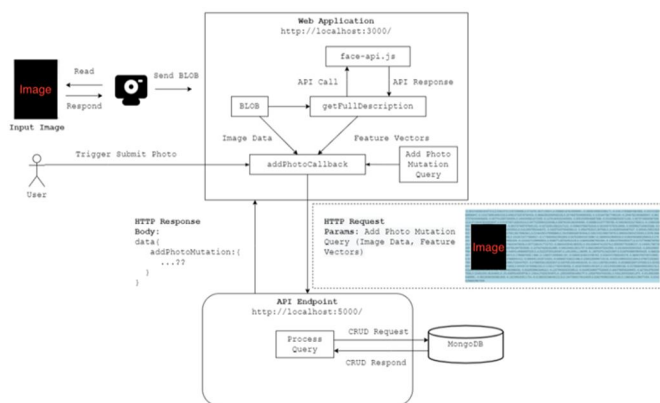 Web Application
http://localhost:3000/
face-api.js
API Call
API Response
Read
Send BLOB
Image
Respond
Input Image
BLOB
getFullDescription
Image Data
Feature Vectors
Trigger Submit Photo
addPhotoCallback
Add Photo
Mutation
Query
User
HTTP Response
Body:
data{
addPhotoMutation:{
...??
}
}
HTTP Request
Params: Add Photo Mutation
Query (Image Data, Feature
Vectors)
Image
API Endpoint
http://localhost:5000/
Process
Query
CRUD Request
CRUD Respond
MongoDB